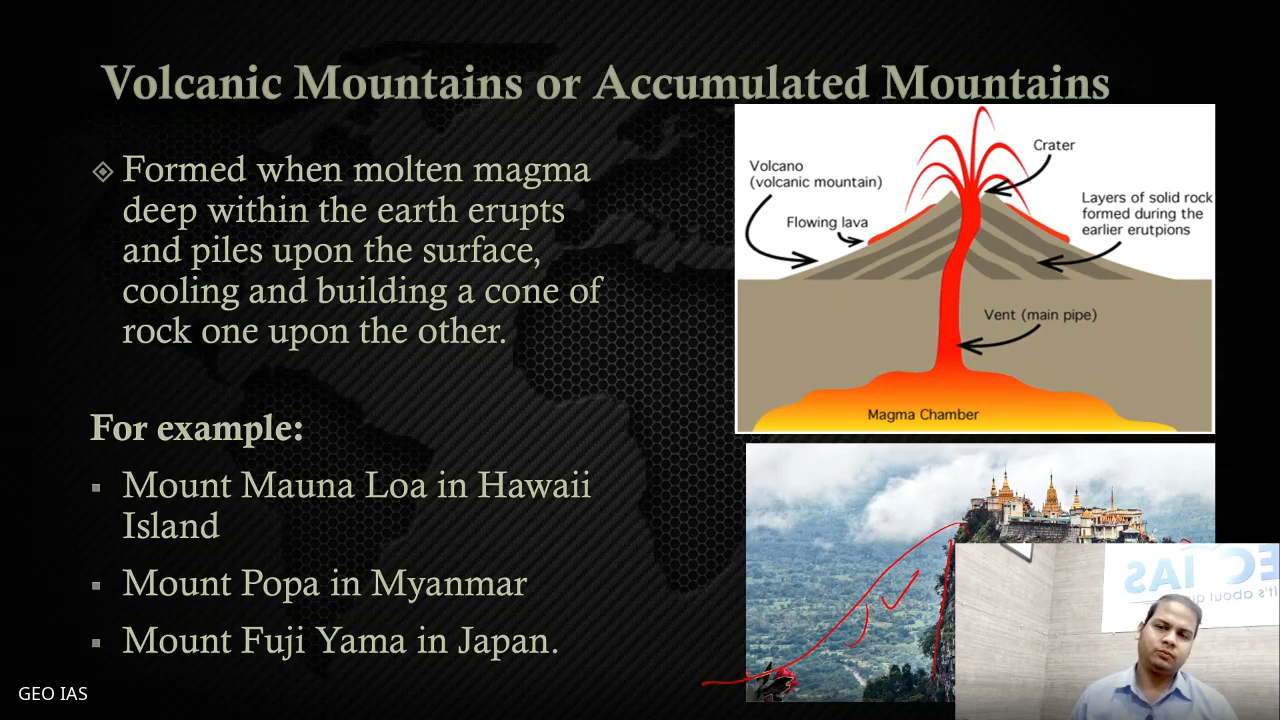 Volcanic Mountains or Accumulated Mountains
Formed when molten magma
deep within the earth erupts
and piles upon the surface,
cooling and building a cone of
rock one upon the other.
For example:
Mount Mauna Loa in Hawaii
Island
Mount Popa in Myanmar
Mount Fuji Yama in Japan.
Crater
Volcano
(volcanic mountain)
Layers of solid rock
formed during the
earlier erutpions
Flowing lava
Vent (main pipe)
Magma Chamber
IAS
GEO IAS